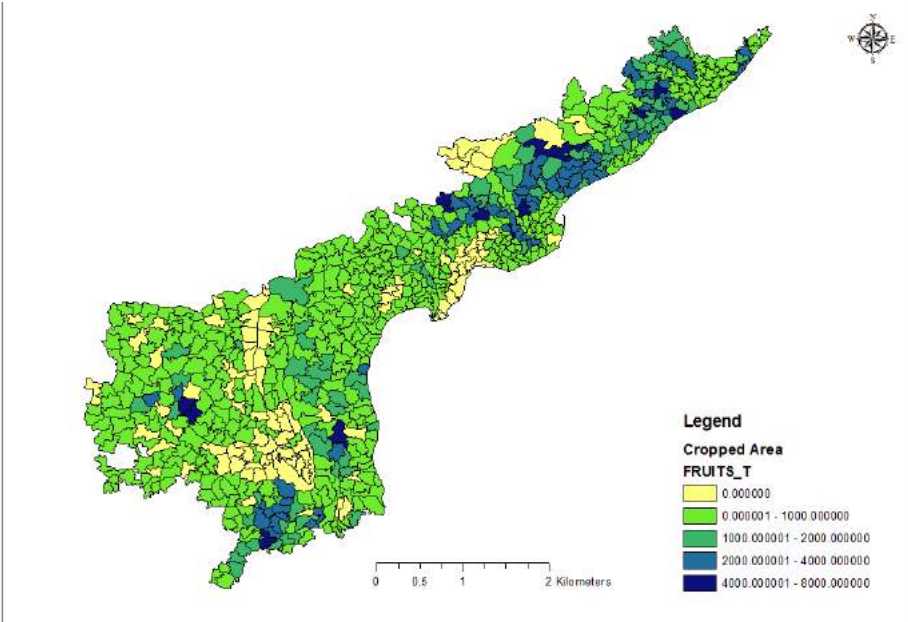 N
W E
S
Legend
Cropped Area
FRUITS_T
0.000000
0.000001 - 1000.000000
1000.000001 - 2000.000000
2000.000001 - 4000.000000
4000.000001 - 8000.000000
0 0.5 1 2 Kilometers